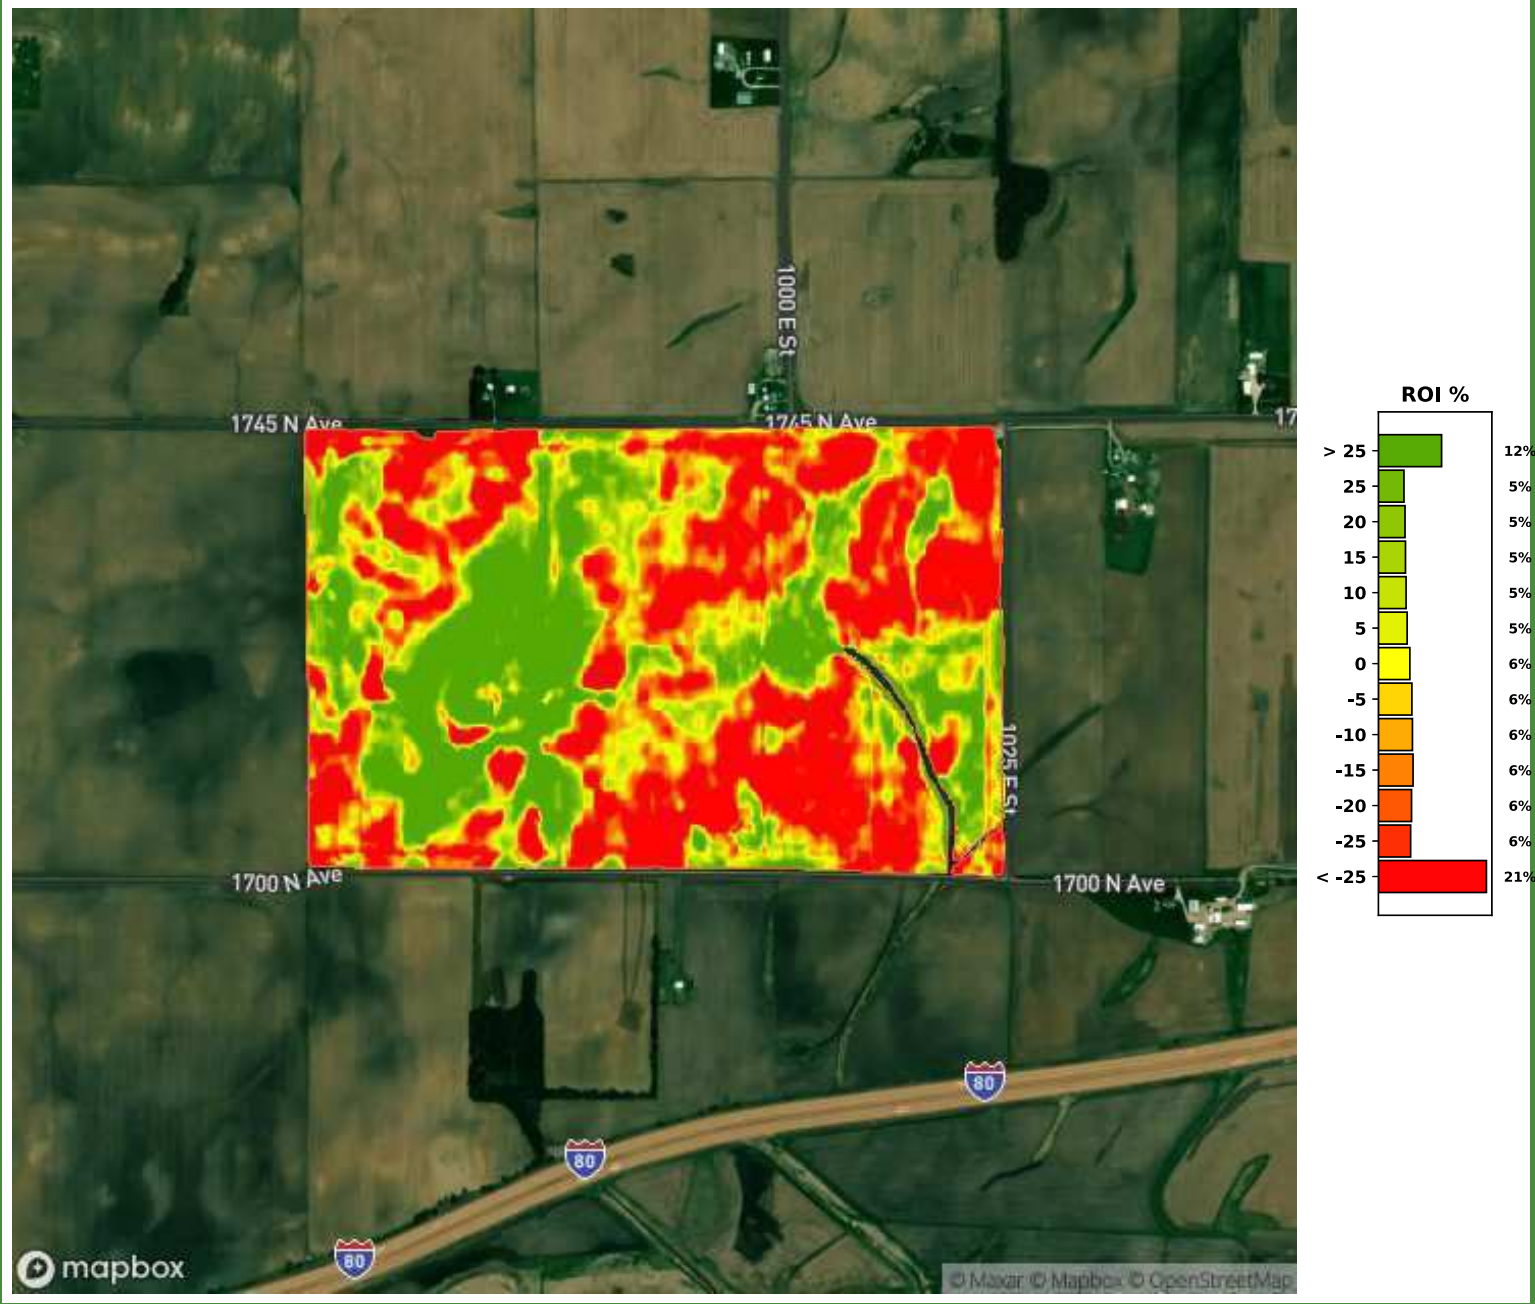 1000 E St
1745 N Ave
1745 N Ave
17
1025 E St
1700 N Ave
1700 N Ave
80
80
80
mapbox
© Maxar © Mapbox © OpenStreetMap
ROI %
> 25 12%
25 5%
20 5%
15 5%
10 5%
5 5%
0 6%
-5 6%
-10 6%
-15 6%
-20 6%
-25 6%
< -25 21%